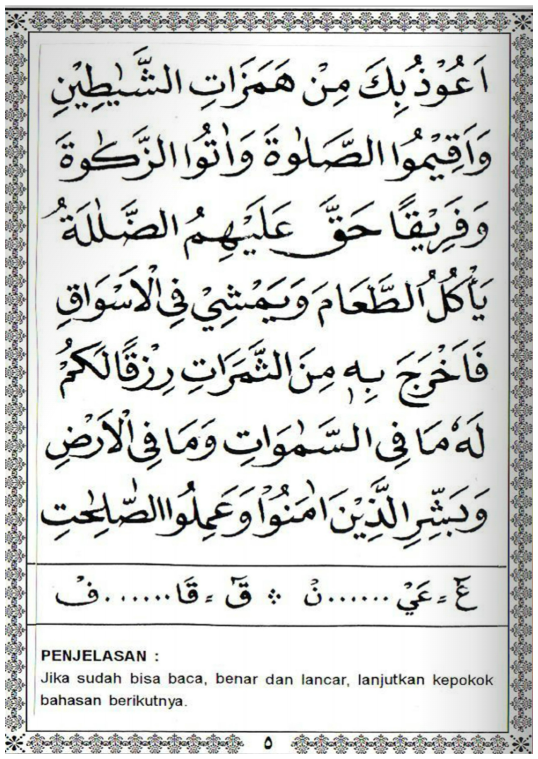 اَعُوْذُ بِكَ مِنْ هَمَزَاتِ الشَّيٰطِيْنِ
وَاَقِيْمُوا الصَّلٰوةَ وَاٰتُوا الزَّكٰوةَ
وَفَرِيْقًا حَقَّ عَلَيْهِمُ الضَّلٰلَةُ
يَأْكُلُ الطَّعَامَ وَيَمْشِيْ فِى الْاَسْوَاقِ
فَاَخْرَجَ بِهٖ مِنَ الثَّمَرَاتِ رِزْقًا لَكُمْ
لَهٗ مَا فِى السَّمٰوَاتِ وَمَا فِى الْاَرْضِ
وَبَشِّرِ الَّذِيْنَ اٰمَنُوْا وَعَمِلُوا الصّٰلِحٰتِ
عٓ = عَيْ ...... نْ ܀ قٓ = قَا ...... فْ
PENJELASAN :
Jika sudah bisa baca, benar dan lancar, lanjutkan kepokok
bahasan berikutnya.
٥